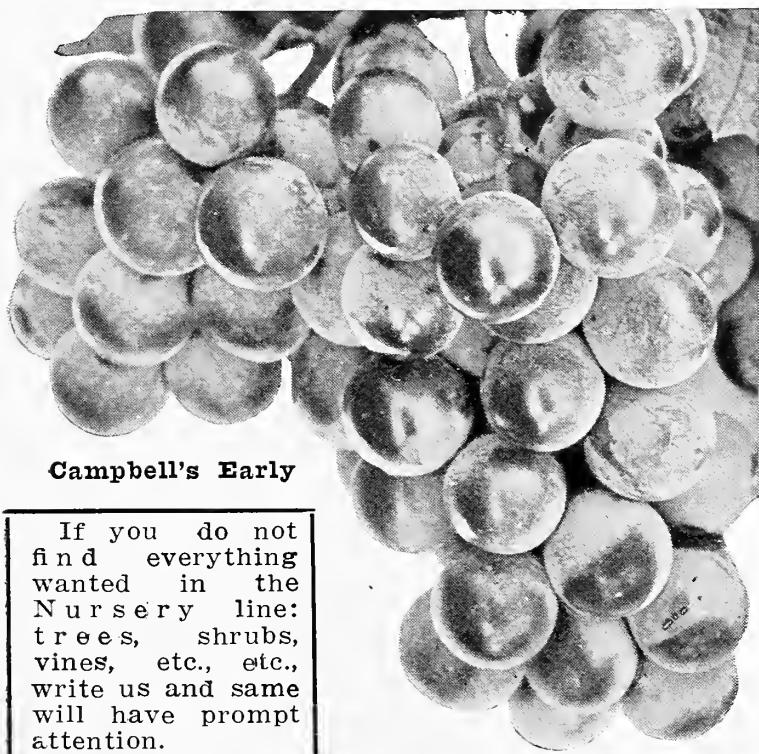 Campbell's Early
If you do not
find everything
wanted in the
Nursery line:
trees, shrubs,
vines, etc., etc.,
write us and same
will have prompt
attention.